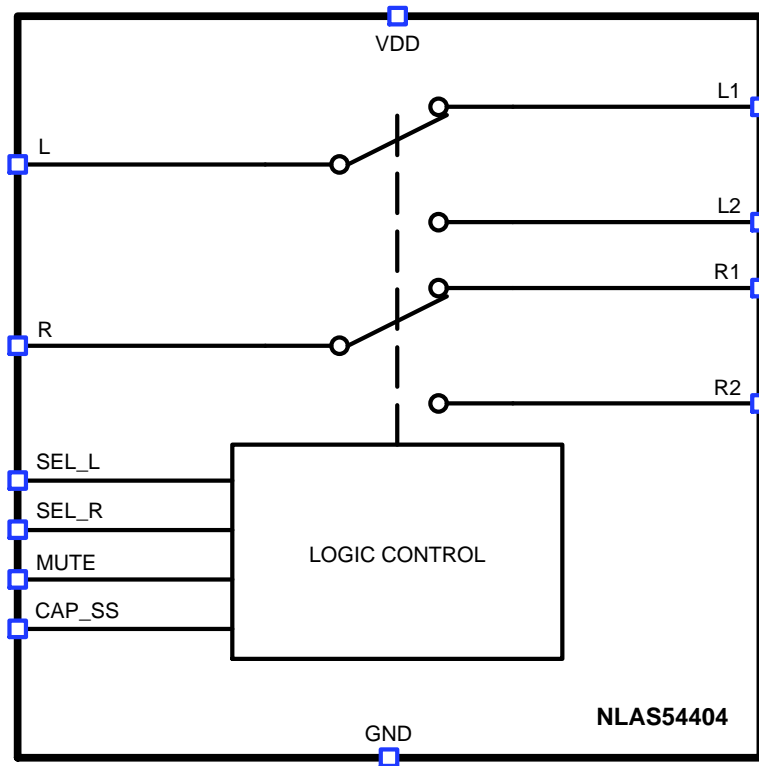 VDD
L1
L
L2
R1
R
R2
SEL_L
SEL_R
MUTE
CAP_SS
LOGIC CONTROL
NLAS54404
GND